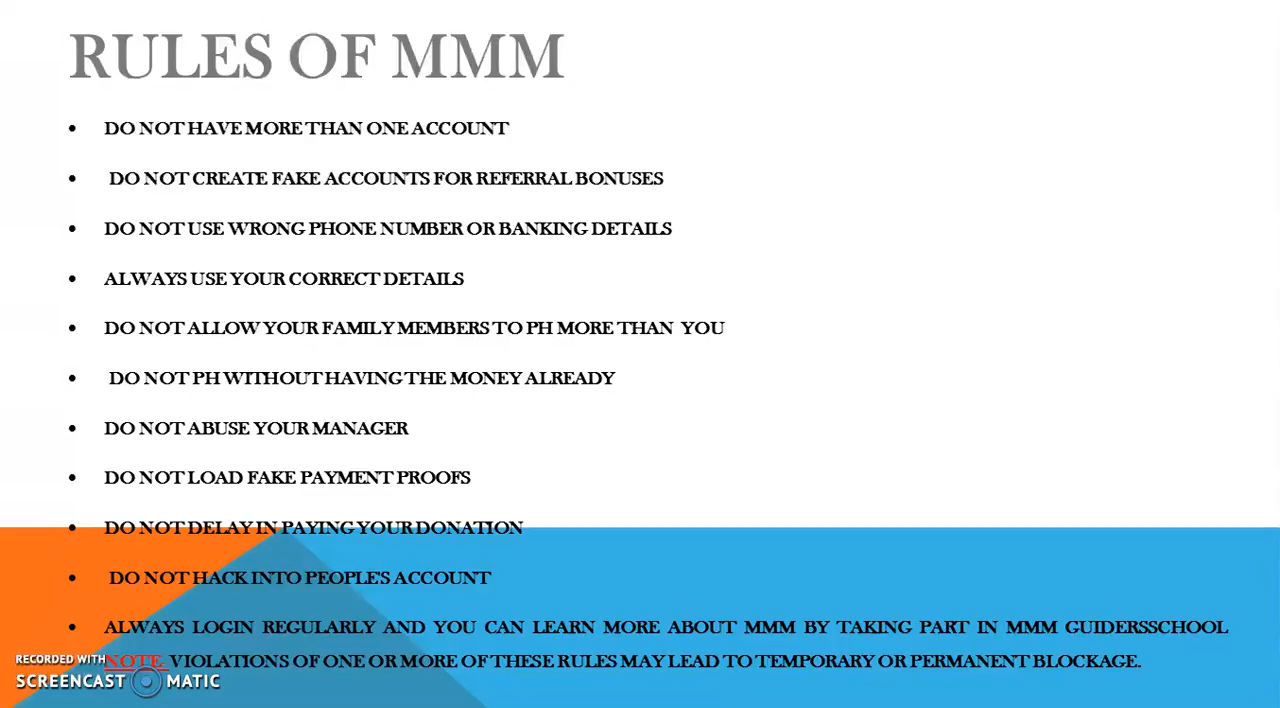 RULES OF MMM
• DO NOT HAVE MORE THAN ONE ACCOUNT
• DO NOT CREATE FAKE ACCOUNTS FOR REFERRAL BONUSES
• DO NOT USE WRONG PHONE NUMBER OR BANKING DETAILS
• ALWAYS USE YOUR CORRECT DETAILS
• DO NOT ALLOW YOUR FAMILY MEMBERS TO PH MORE THAN YOU
• DO NOT PH WITHOUT HAVING THE MONEY ALREADY
• DO NOT ABUSE YOUR MANAGER
• DO NOT LOAD FAKE PAYMENT PROOFS
• DO NOT DELAY IN PAYING YOUR DONATION
• DO NOT HACK INTO PEOPLE'S ACCOUNT
• ALWAYS LOGIN REGULARLY AND YOU CAN LEARN MORE ABOUT MMM BY TAKING PART IN MMM GUIDERSSCHOOL
NOTE: VIOLATIONS OF ONE OR MORE OF THESE RULES MAY LEAD TO TEMPORARY OR PERMANENT BLOCKAGE.
RECORDED WITH
SCREENCAST MATIC